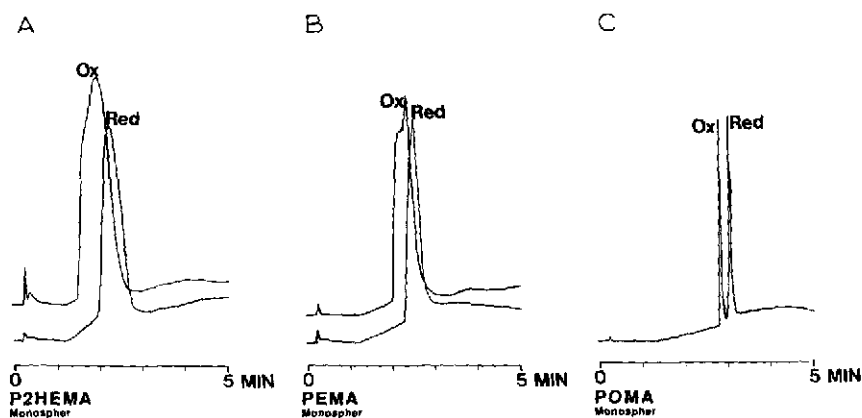 A
B
C
Ox
Red
Ox
Red
Ox
Red
0 5 MIN
P2HEMA
Monospher
0 5 MIN
PEMA
Monospher
0 5 MIN
POMA
Monospher